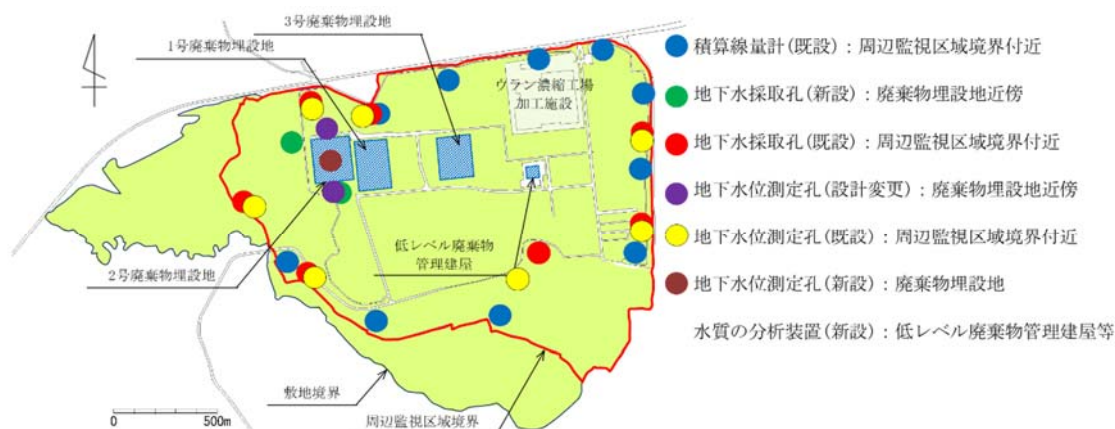 3号廃棄物埋設地
1号廃棄物埋設地
ウラン濃縮工場
加工施設
低レベル廃棄物
管理建屋
2号廃棄物埋設地
敷地境界
周辺監視区域境界
0
500m
積算線量計(既設):周辺監視区域境界付近
地下水採取孔(新設):廃棄物埋設地近傍
地下水採取孔(既設):周辺監視区域境界付近
地下水位測定孔(設計変更):廃棄物埋設地近傍
地下水位測定孔(既設):周辺監視区域境界付近
地下水位測定孔(新設):廃棄物埋設地
水質の分析装置(新設):低レベル廃棄物管理建屋等